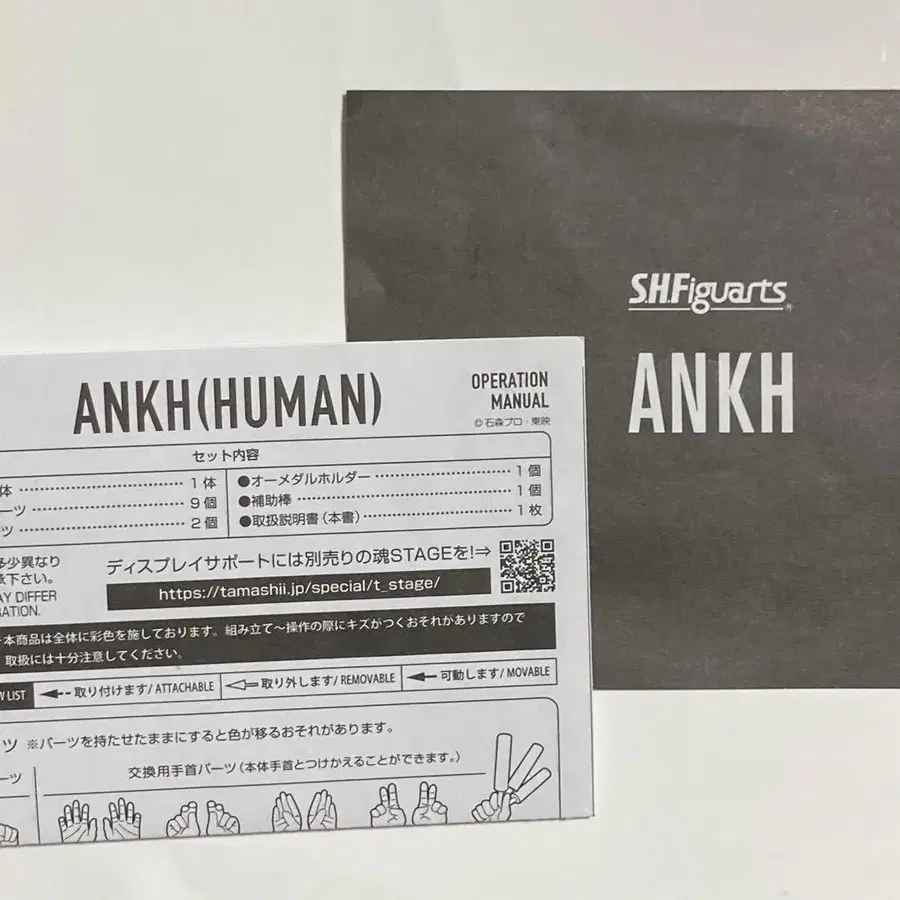 S.H.Figuarts
ANKH
ANKH(HUMAN)
OPERATION
MANUAL
©石森プロ・東映
セット内容
体 1体
ーツ 9個
ツ 2個
●オーメダルホルダー 1個
●補助棒 1個
●取扱説明書(本書) 1枚
多少異なり
承下さい。
AY DIFFER
RATION.
ディスプレイサポートには別売りの魂STAGEを!⇒
https://tamashii.jp/special/t_stage/
本商品は全体に彩色を施しております。組み立て〜操作の際にキズがつくおそれがありますので
取扱には十分注意してください。
W LIST
取り付けます/ATTACHABLE
取り外します/REMOVABLE
可動します/MOVABLE
ーツ ※パーツを持たせたままにすると色が移るおそれがあります。
ーツ
交換用手首パーツ(本体手首とつけかえることができます。)